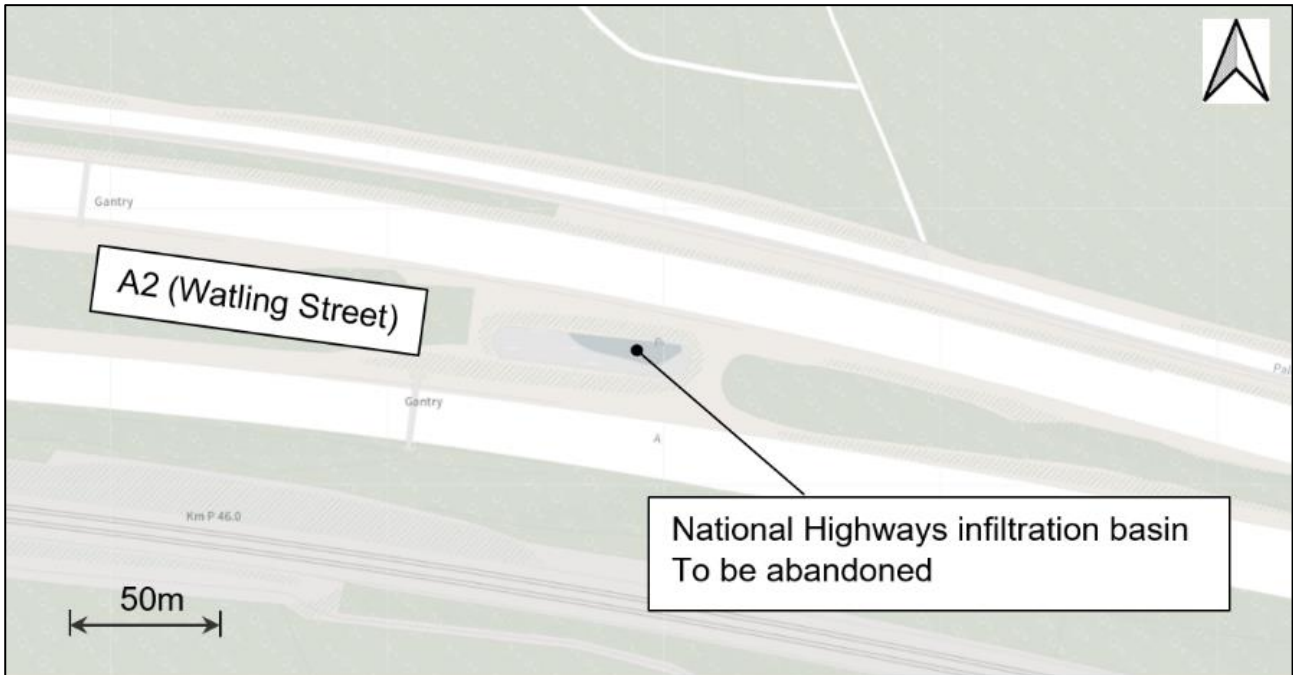 Gantry
A2 (Watling Street)
Gantry
A
National Highways infiltration basin
To be abandoned
Km P 46.0
50m